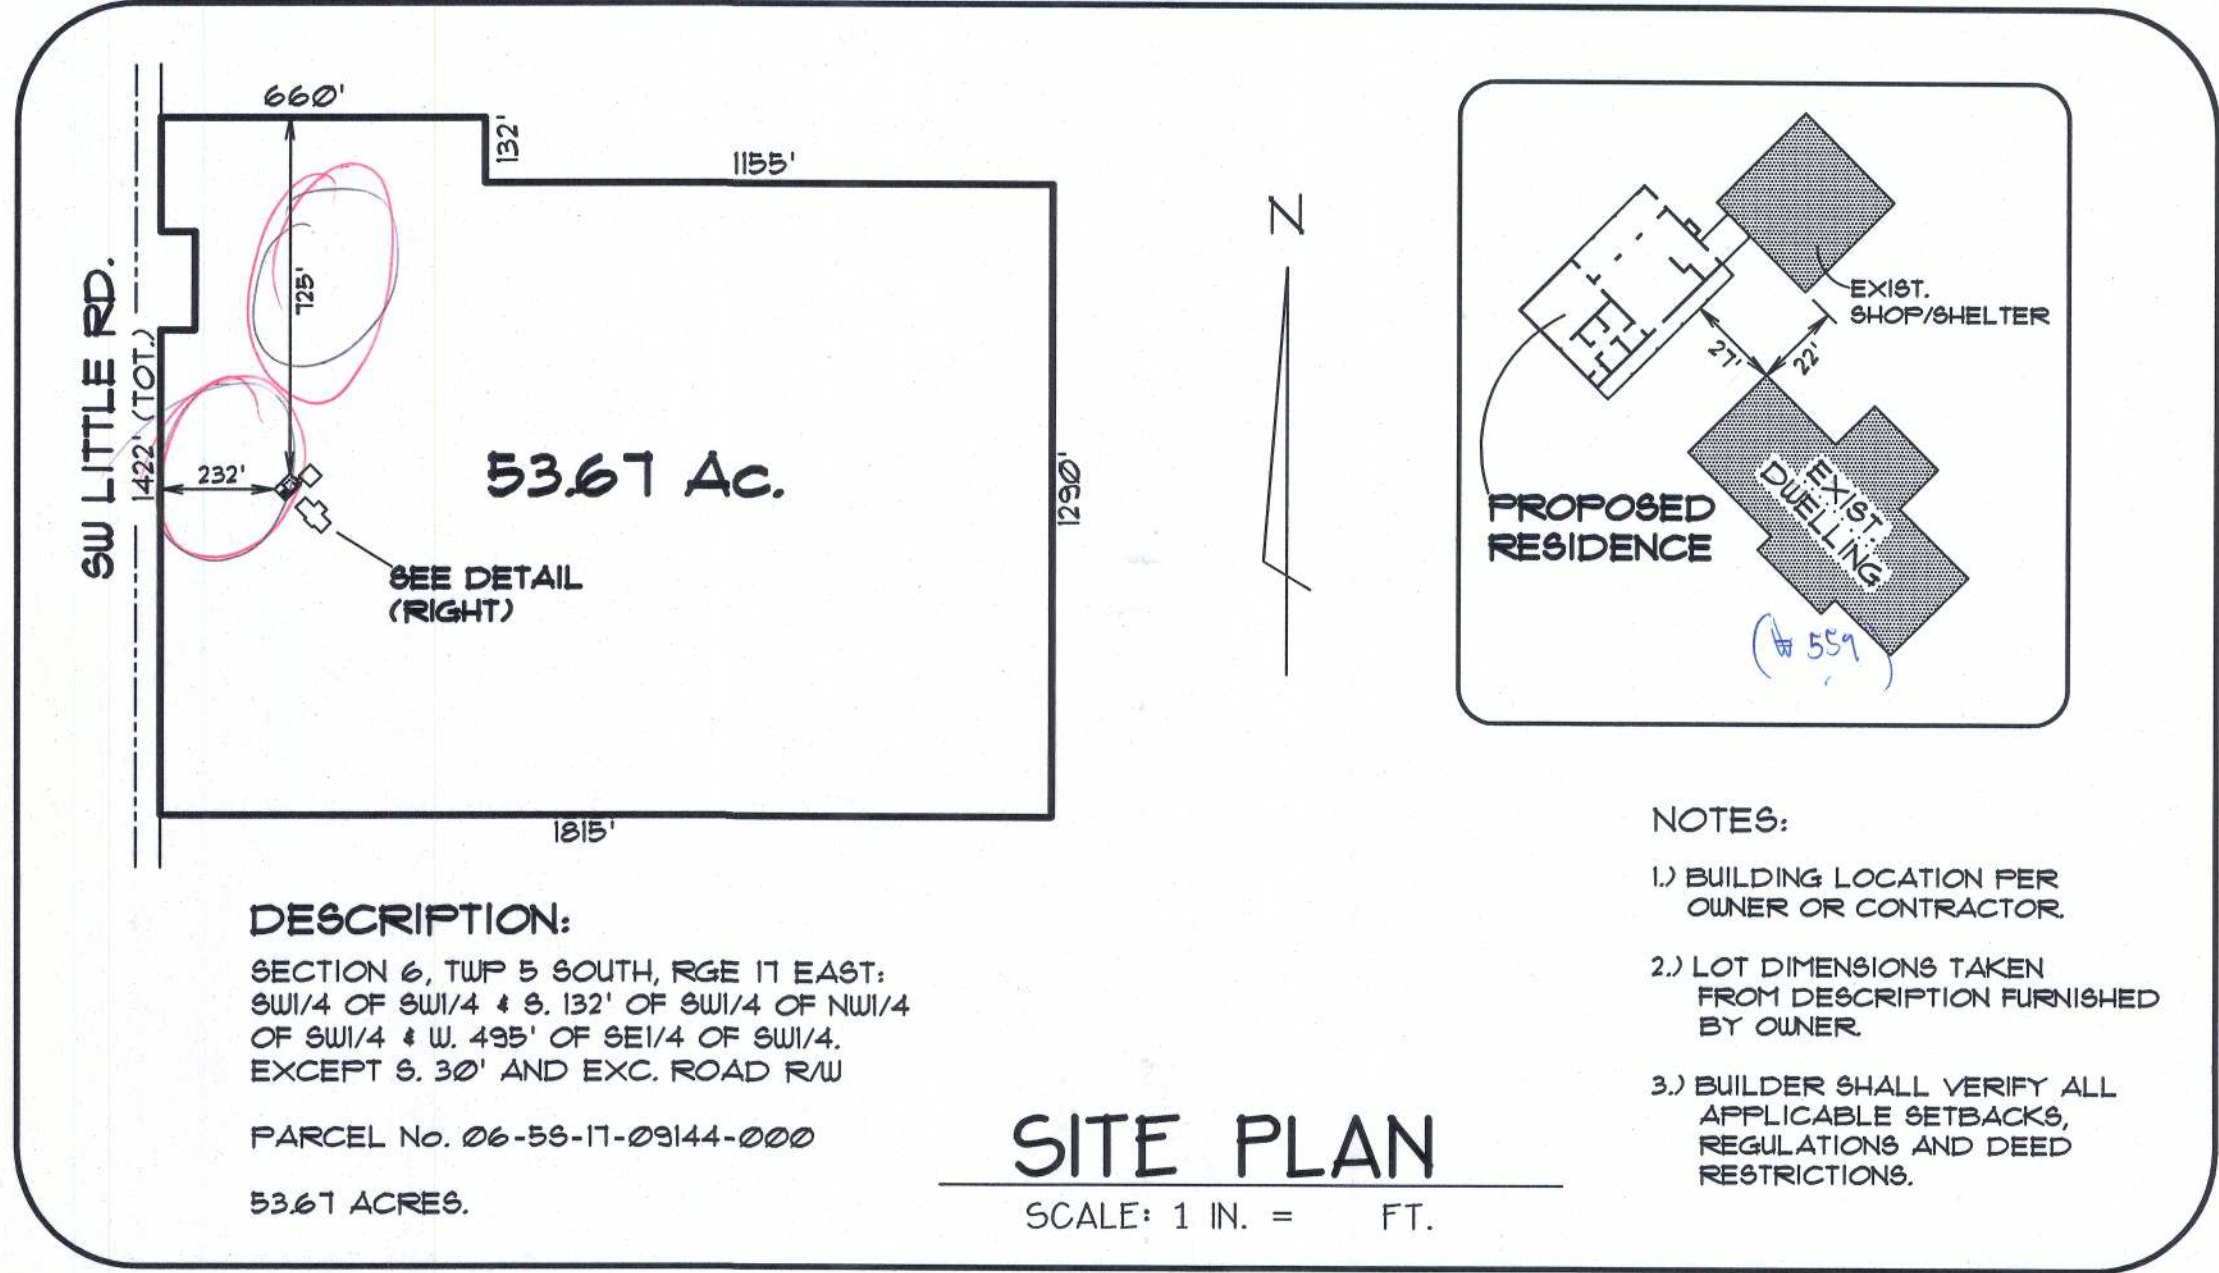 660'
132'
1155'
725'
SW LITTLE RD.
1422' (TOT.)
232'
53.67 Ac.
1290'
SEE DETAIL
(RIGHT)
1815'
N
EXIST.
SHOP/SHELTER
27'
22'
PROPOSED
RESIDENCE
EXIST.
DWELLING
(# 559)
DESCRIPTION:
SECTION 6, TWP 5 SOUTH, RGE 17 EAST:
SW1/4 OF SW1/4 & S. 132' OF SW1/4 OF NW1/4
OF SW1/4 & W. 495' OF SE1/4 OF SW1/4.
EXCEPT S. 30' AND EXC. ROAD R/W
PARCEL No. 06-5S-17-09144-000
53.67 ACRES.
SITE PLAN
SCALE: 1 IN. = FT.
NOTES:
1.) BUILDING LOCATION PER
OWNER OR CONTRACTOR.
2.) LOT DIMENSIONS TAKEN
FROM DESCRIPTION FURNISHED
BY OWNER.
3.) BUILDER SHALL VERIFY ALL
APPLICABLE SETBACKS,
REGULATIONS AND DEED
RESTRICTIONS.